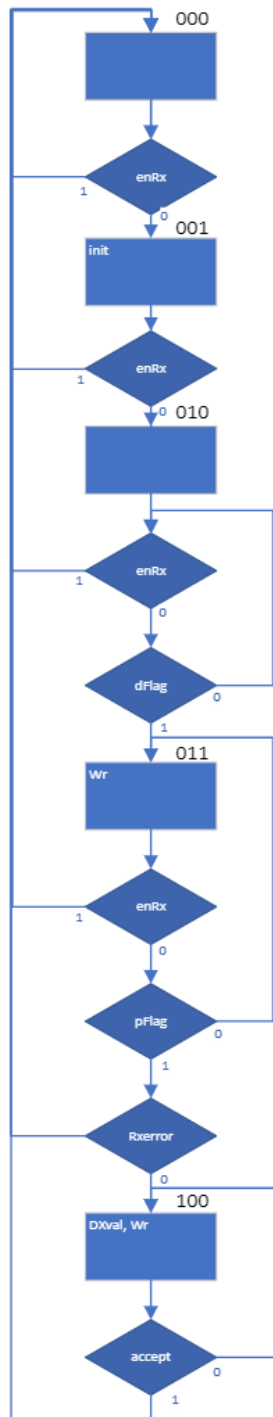 000
enRx
1
0
001
init
enRx
1
0
010
enRx
1
0
dFlag
0
1
011
Wr
enRx
1
0
pFlag
0
1
Rxerror
0
100
DXval, Wr
accept
0
1